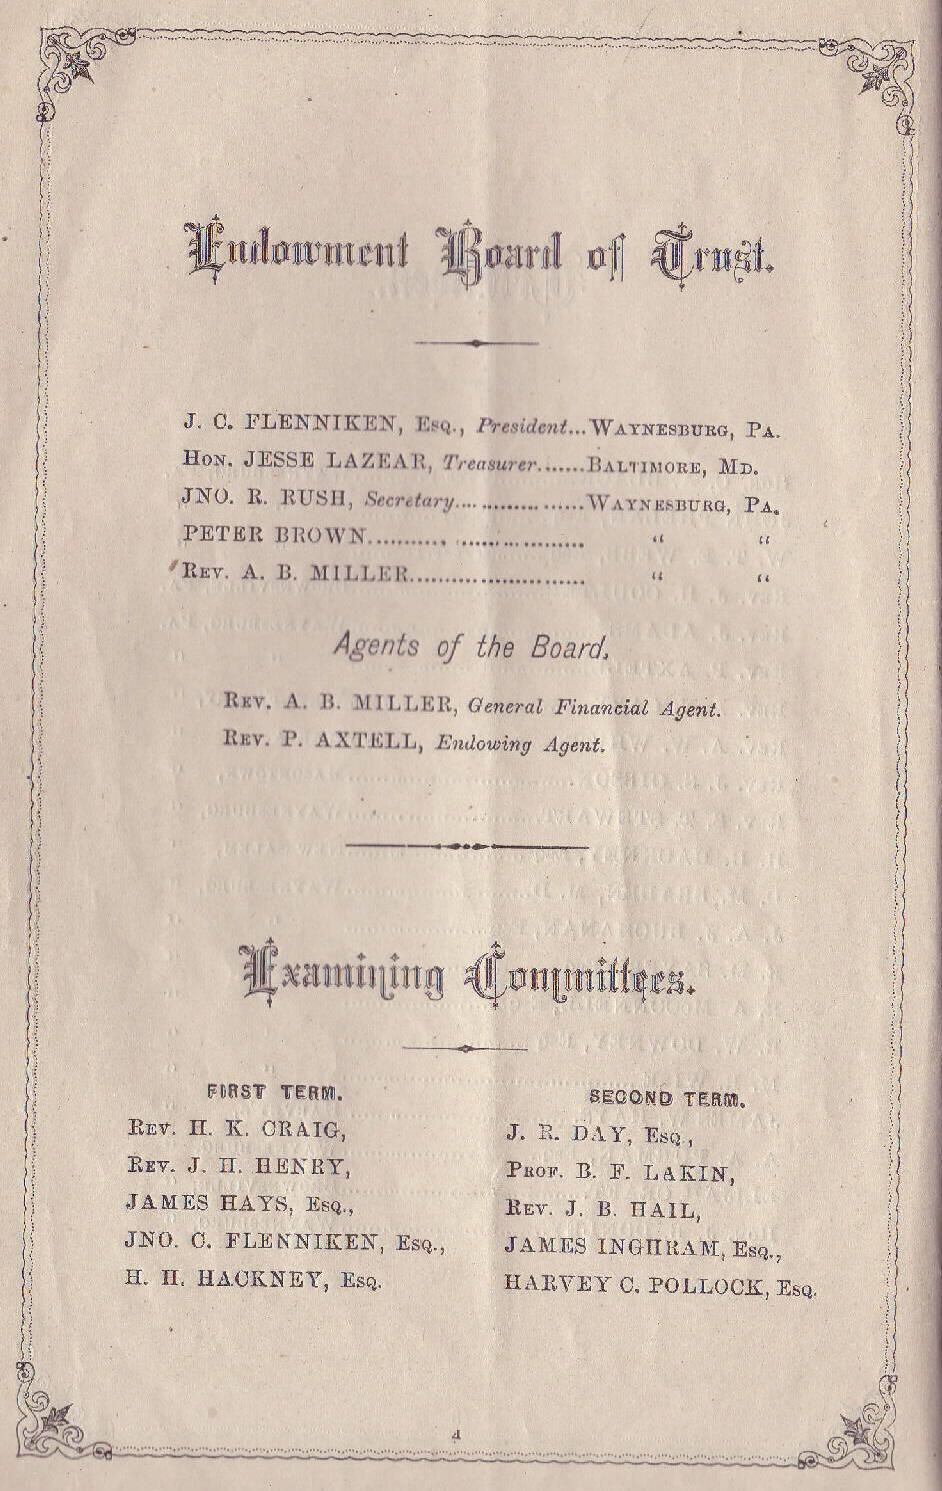 Endowment Board of Trust.
J. C. FLENNIKEN, Esq., President...Waynesburg, Pa.
Hon. JESSE LAZEAR, Treasurer.......Baltimore, Md.
JNO. R. RUSH, Secretary...................Waynesburg, Pa.
PETER BROWN............................. “ “
Rev. A. B. MILLER......................... “ “
Agents of the Board.
Rev. A. B. MILLER, General Financial Agent.
Rev. P. AXTELL, Endowing Agent.
Examining Committees.
FIRST TERM.
Rev. H. K. CRAIG,
Rev. J. H. HENRY,
JAMES HAYS, Esq.,
JNO. C. FLENNIKEN, Esq.,
H. H. HACKNEY, Esq.
SECOND TERM.
J. R. DAY, Esq.,
Prof. B. F. LAKIN,
Rev. J. B. HAIL,
JAMES INGHRAM, Esq.,
HARVEY C. POLLOCK, Esq.
4